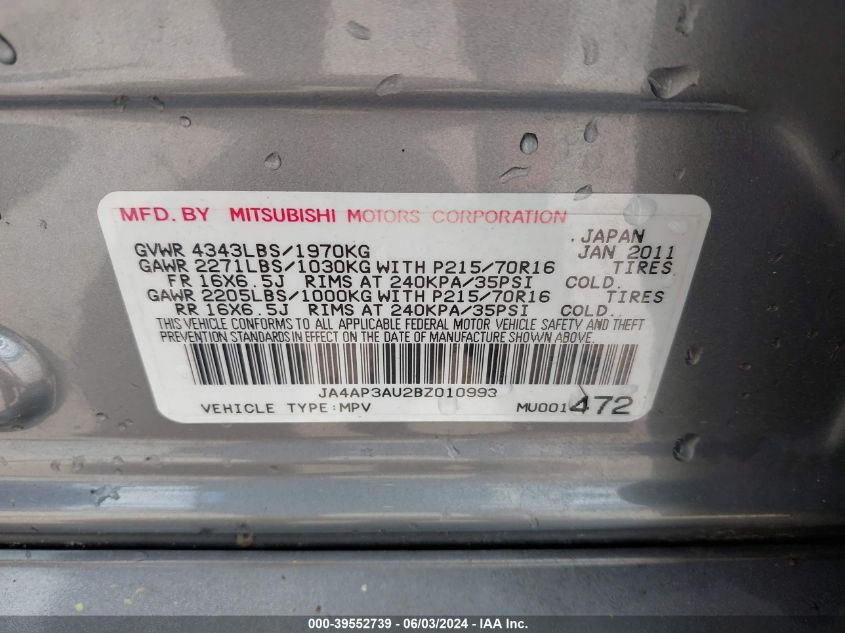 MFD. BY MITSUBISHI MOTORS CORPORATION
. JAPAN
GVWR 4343LBS/1970KG JAN 2011
GAWR 2271LBS/1030KG WITH P215/70R16 TIRES
FR 16X6.5J RIMS AT 240KPA/35PSI COLD.
GAWR 2205LBS/1000KG WITH P215/70R16 TIRES
RR 16X6.5J RIMS AT 240KPA/35PSI COLD.
THIS VEHICLE CONFORMS TO ALL APPLICABLE FEDERAL MOTOR VEHICLE SAFETY AND THEFT
PREVENTION STANDARDS IN EFFECT ON THE DATE OF MANUFACTURE SHOWN ABOVE.
JA4AP3AU2BZ010993
VEHICLE TYPE:MPV MU001472
000-39552739 - 06/03/2024 - IAA Inc.